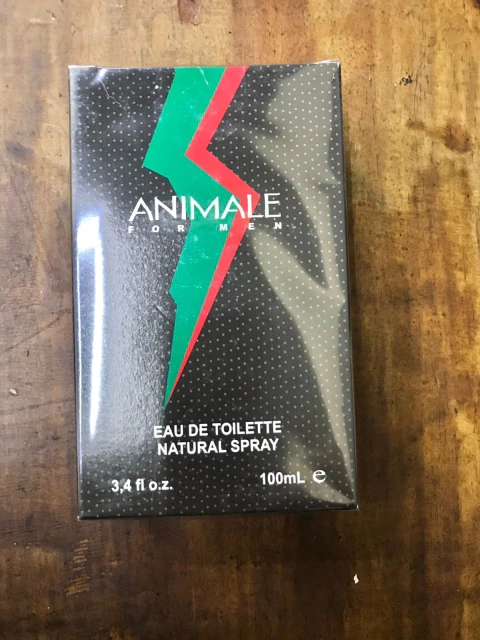 ANIMALE
FOR MEN
EAU DE TOILETTE
NATURAL SPRAY
3,4 fl o.z. 100mL ℮